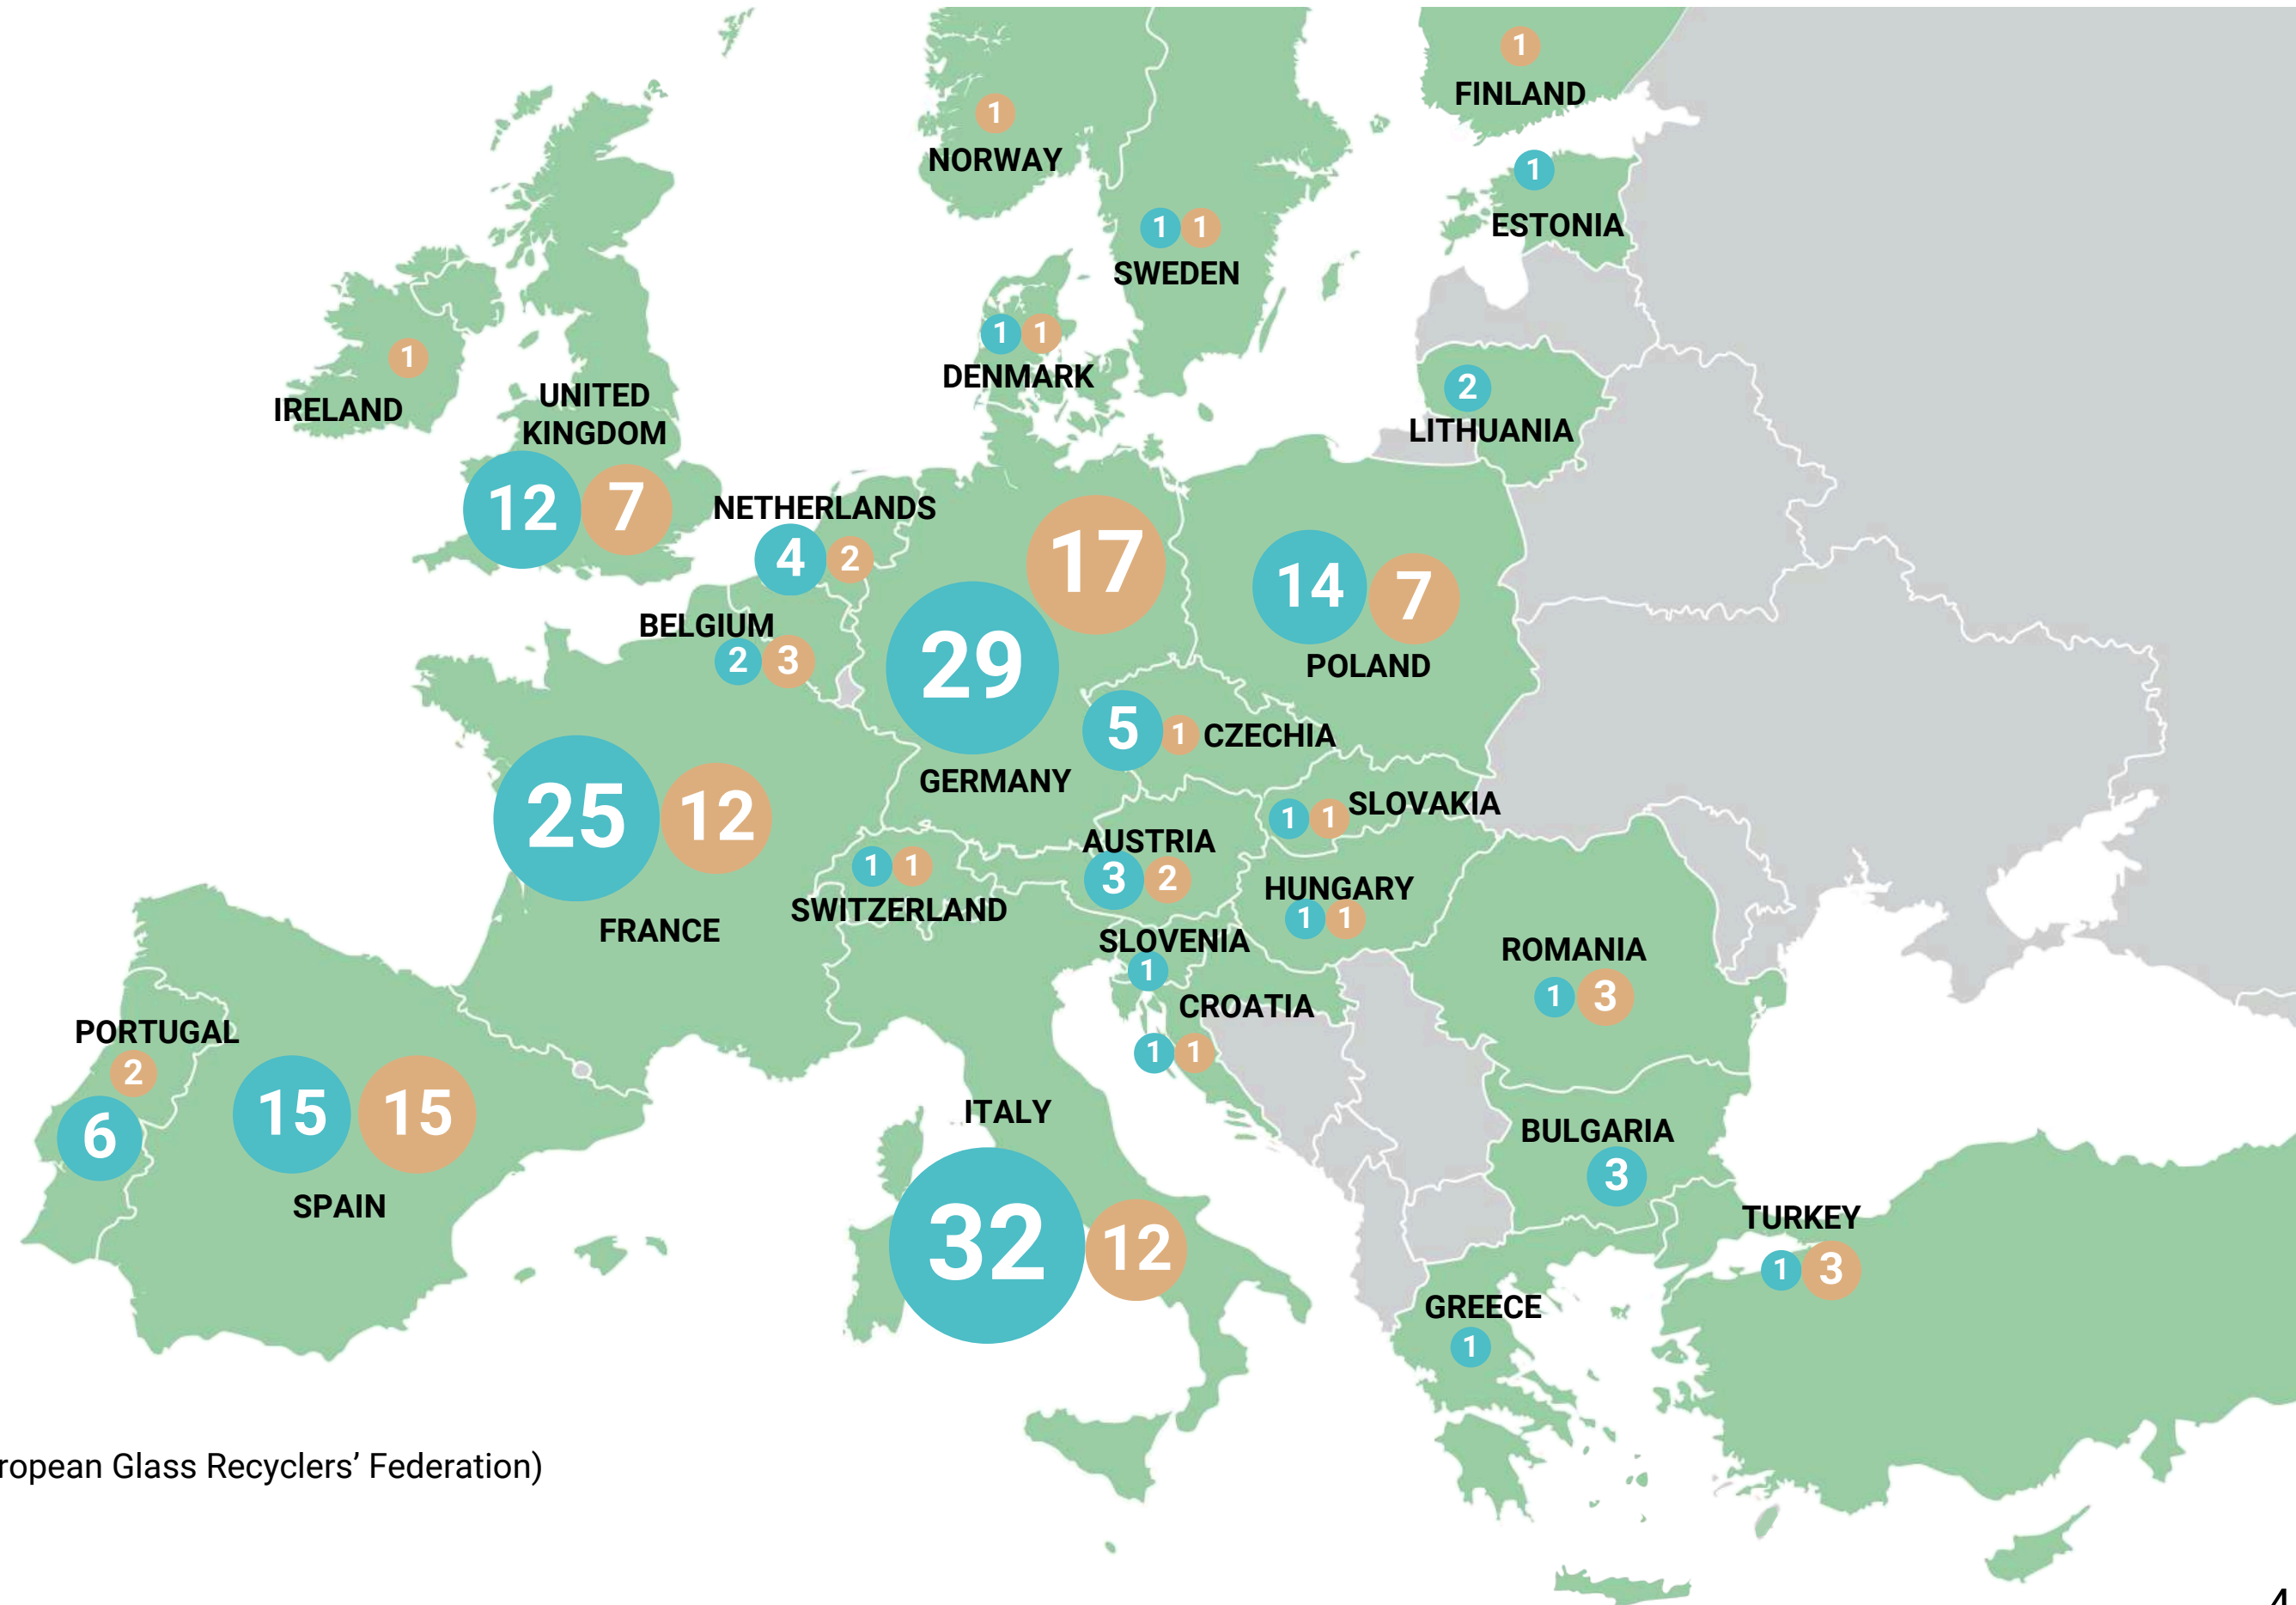 1
FINLAND
1
NORWAY
1
ESTONIA
1 1
SWEDEN
1 1
DENMARK
1
IRELAND
2
LITHUANIA
UNITED
KINGDOM
12 7
NETHERLANDS
4 2
17
29
GERMANY
14 7
POLAND
BELGIUM
2 3
5 1 CZECHIA
25 12
FRANCE
1 1 SLOVAKIA
AUSTRIA
3 2
1 1
SWITZERLAND
HUNGARY
1 1
SLOVENIA
1
ROMANIA
1 3
CROATIA
1 1
PORTUGAL
2
6
15 15
SPAIN
ITALY
32 12
BULGARIA
3
TURKEY
1 3
GREECE
1
ropean Glass Recyclers’ Federation)
4